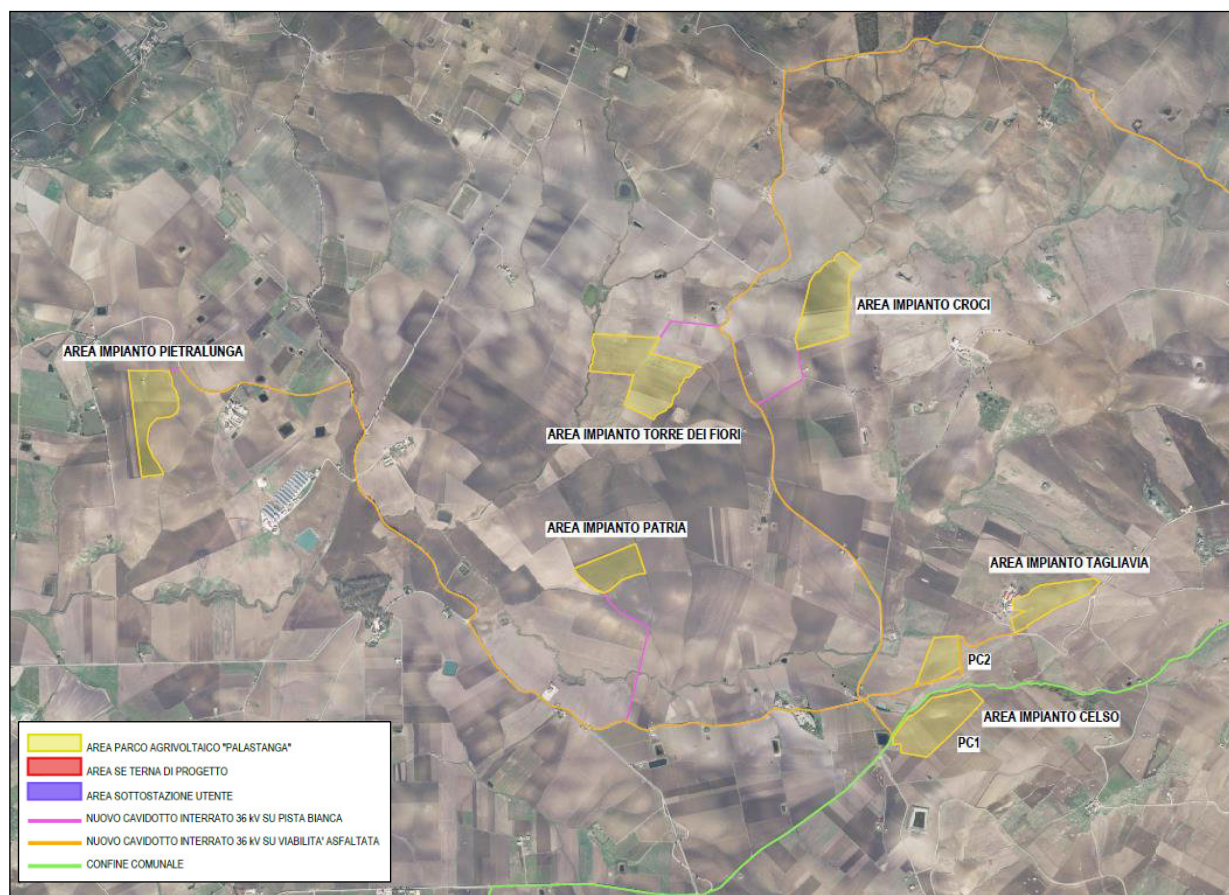 AREA IMPIANTO CROCI
AREA IMPIANTO PIETRALUNGA
AREA IMPIANTO TORRE DEI FIORI
AREA IMPIANTO PATRIA
AREA IMPIANTO TAGLIAVIA
PC2
AREA IMPIANTO CELSO
PC1
AREA PARCO AGRIVOLTAICO "PALASTANGA"
AREA SE TERNA DI PROGETTO
AREA SOTTOSTAZIONE UTENTE
NUOVO CAVIDOTTO INTERRATO 36 kV SU PISTA BIANCA
NUOVO CAVIDOTTO INTERRATO 36 kV SU VIABILITA' ASFALTATA
CONFINE COMUNALE